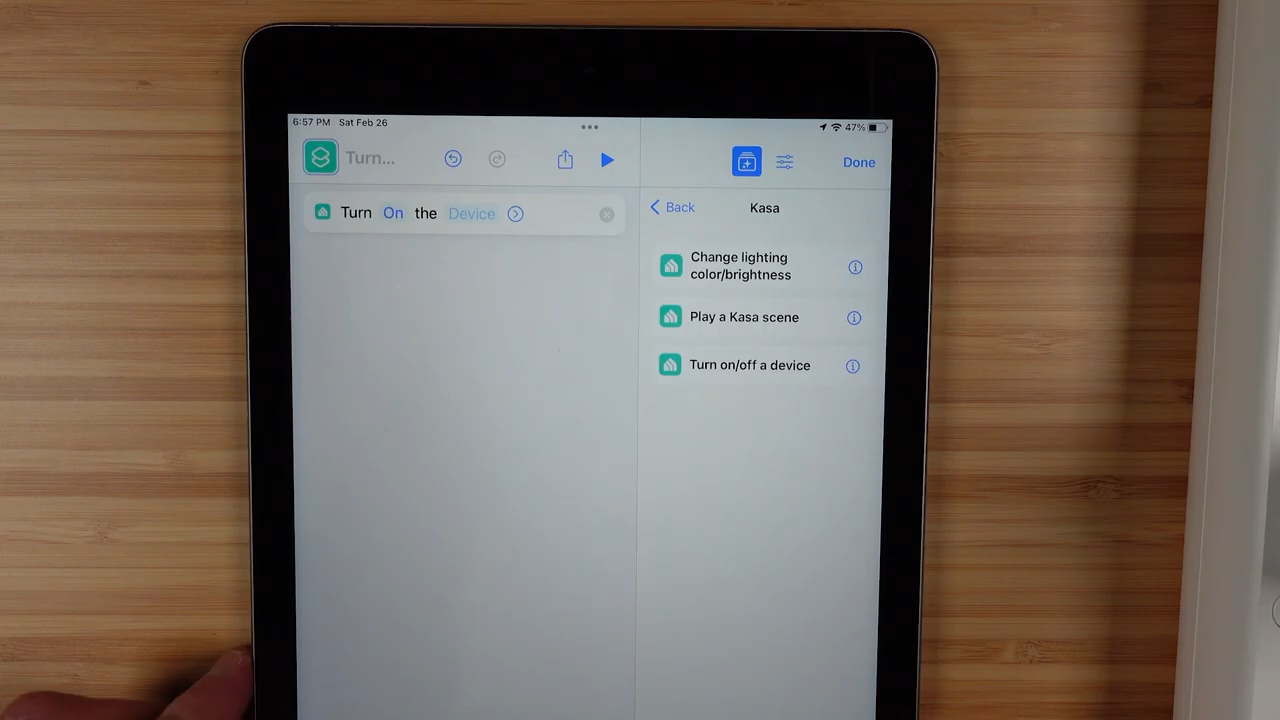 6:57 PM Sat Feb 26
47%
Turn...
Done
Turn On the Device
Back
Kasa
Change lighting
color/brightness
Play a Kasa scene
Turn on/off a device